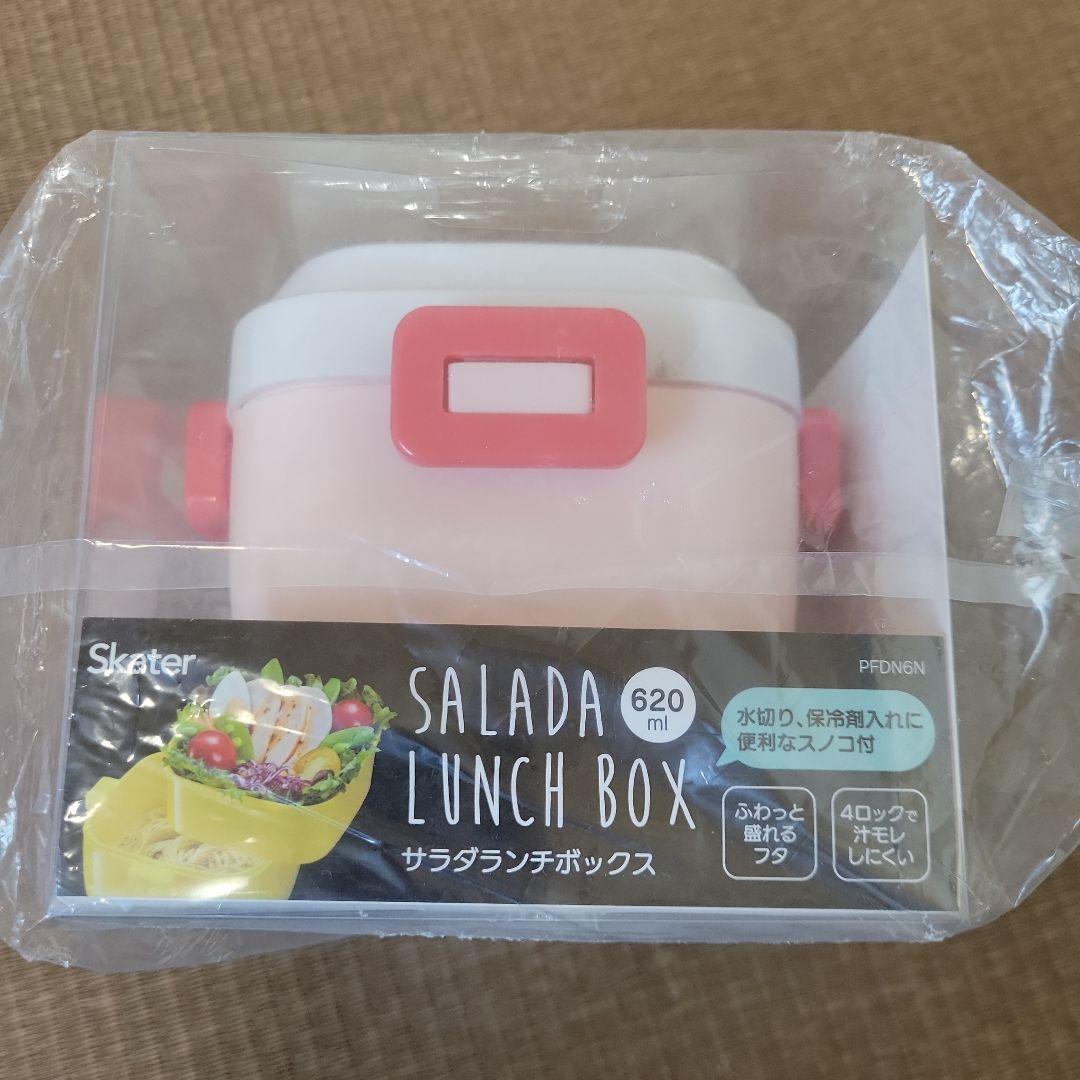 Skater
SALADA
620
ml
LUNCH BOX
サラダランチボックス
PFDN6N
水切り、保冷剤入れに
便利なスノコ付
ふわっと
盛れる
フタ
4ロックで
汁モレ
しにくい